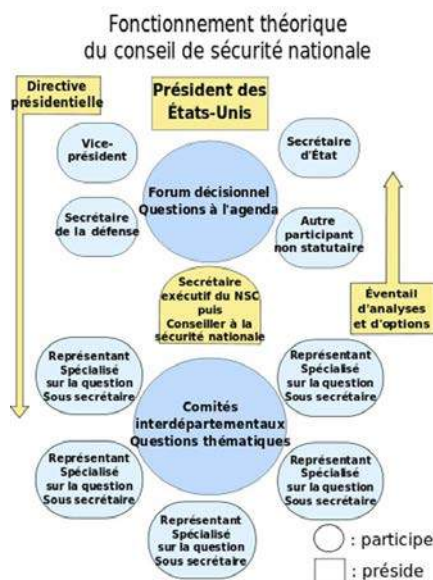 Fonctionnement théorique
du conseil de sécurité nationale
Directive
présidentielle
Président des
États-Unis
Vice-
président
Secrétaire
d'État
Forum décisionnel
Questions à l'agenda
Secrétaire
de la défense
Autre
participant
non statutaire
Secrétaire
exécutif du NSC
puis
Conseiller à la
sécurité nationale
Éventail
d'analyses
et d'options
Représentant
Spécialisé
sur la question
Sous secrétaire
Représentant
Spécialisé
sur la question
Sous secrétaire
Comités
interdépartementaux
Questions thématiques
Représentant
Spécialisé
sur la question
Sous secrétaire
Représentant
Spécialisé
sur la question
Sous secrétaire
Représentant
Spécialisé
sur la question
Sous secrétaire
: participe
: préside